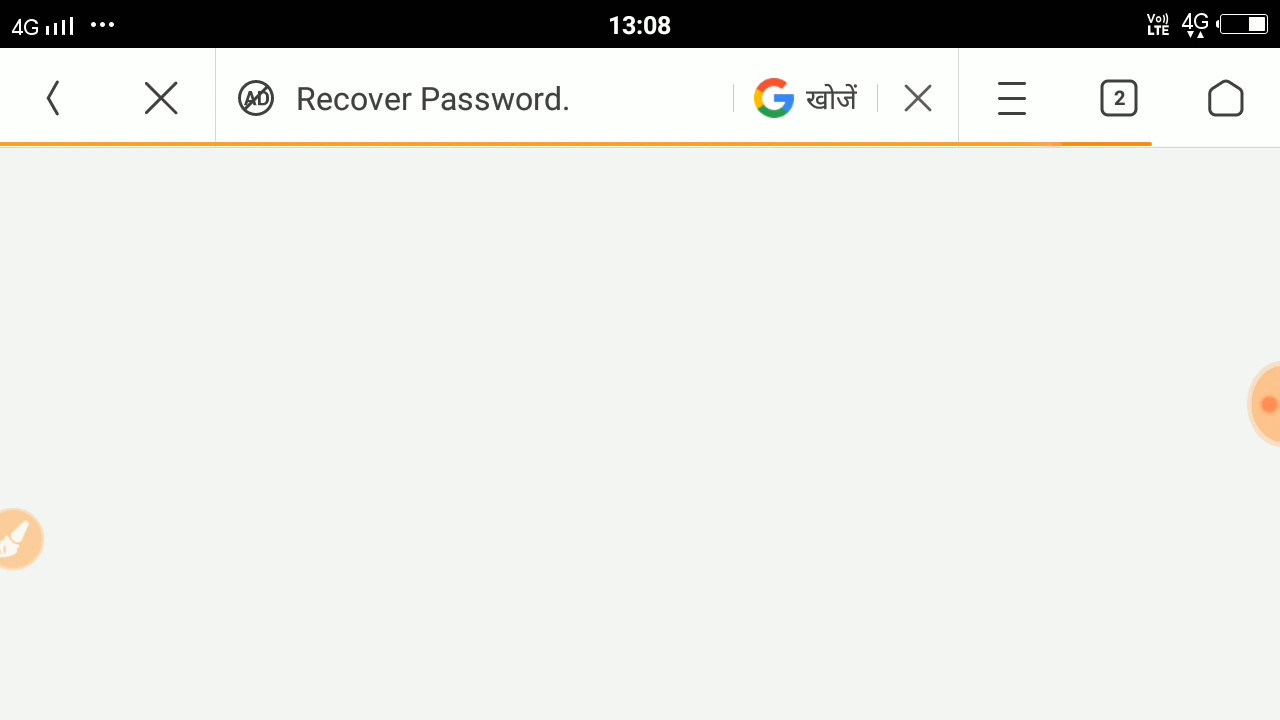 4G ••• 13:08 Vo)) LTE 4G
AD Recover Password. G खोजें 2